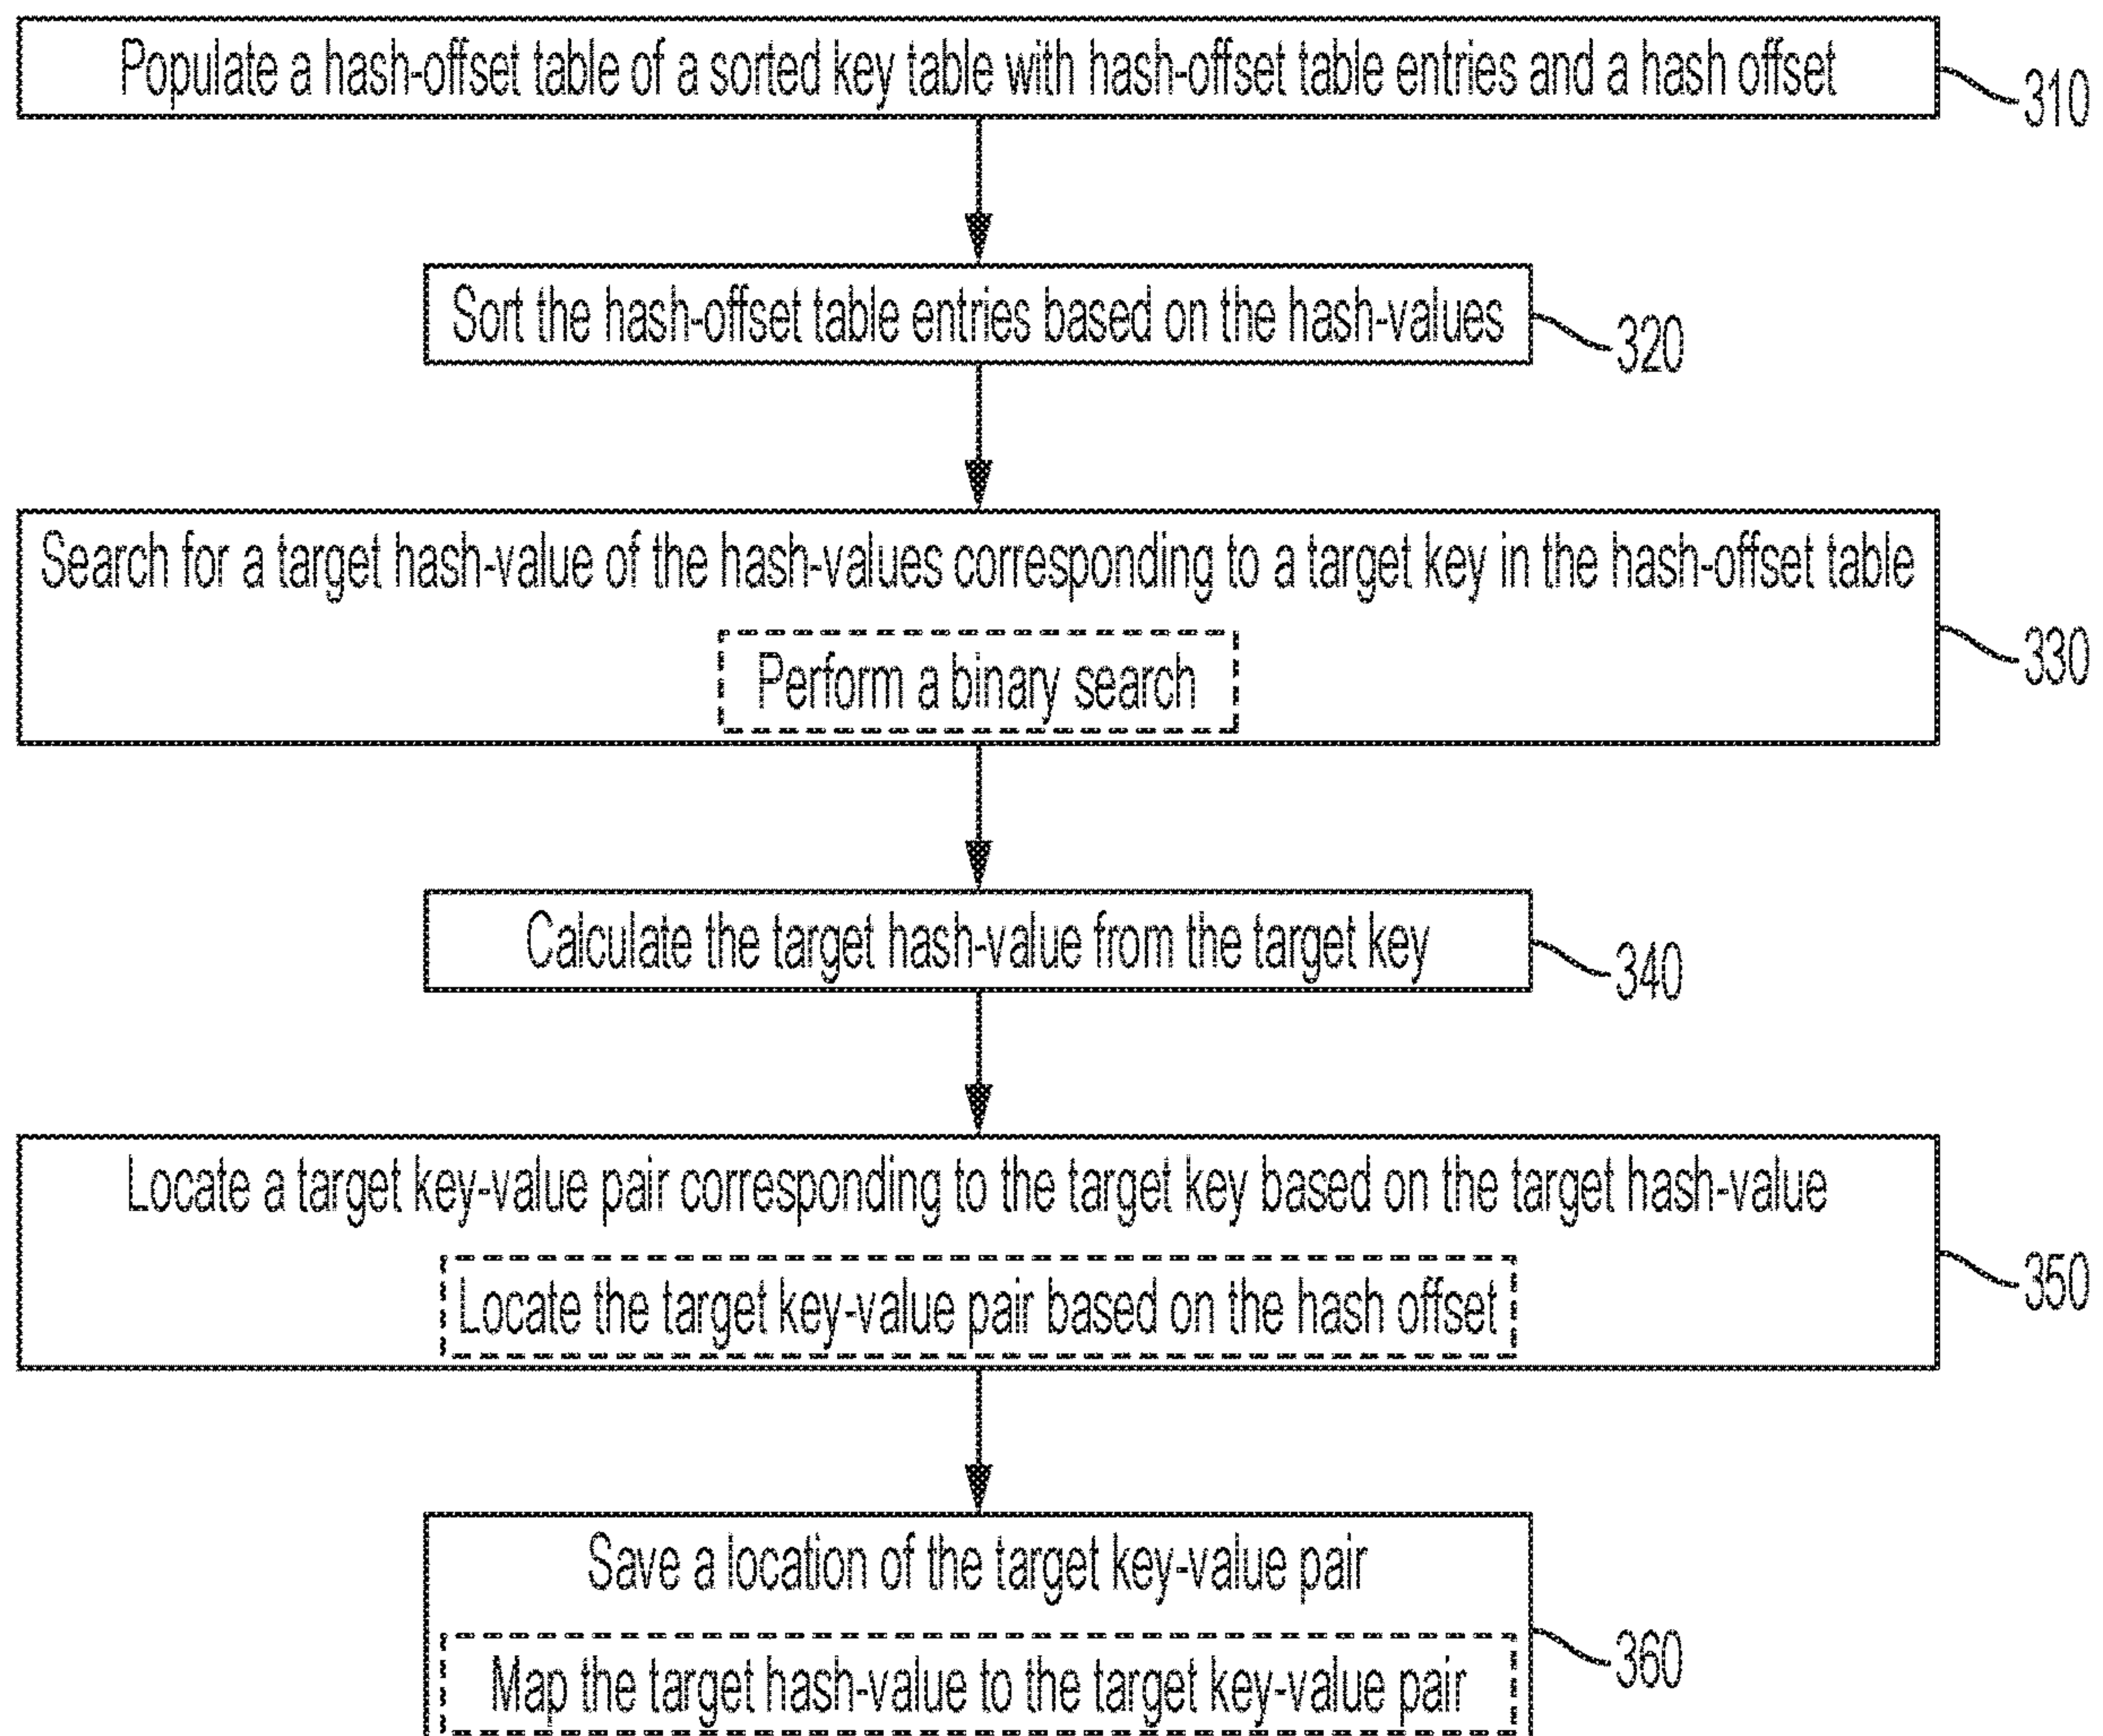 Populate a hash-offset table of a sorted key table with hash-offset table entries and a hash offset
310
Sort the hash-offset table entries based on the hash-values
320
Search for a target hash-value of the hash-values corresponding to a target key in the hash-offset table
Perform a binary search
330
Calculate the target hash-value from the target key
340
Locate a target key-value pair corresponding to the target key based on the target hash-value
Locate the target key-value pair based on the hash offset
350
Save a location of the target key-value pair
Map the target hash-value to the target key-value pair
360